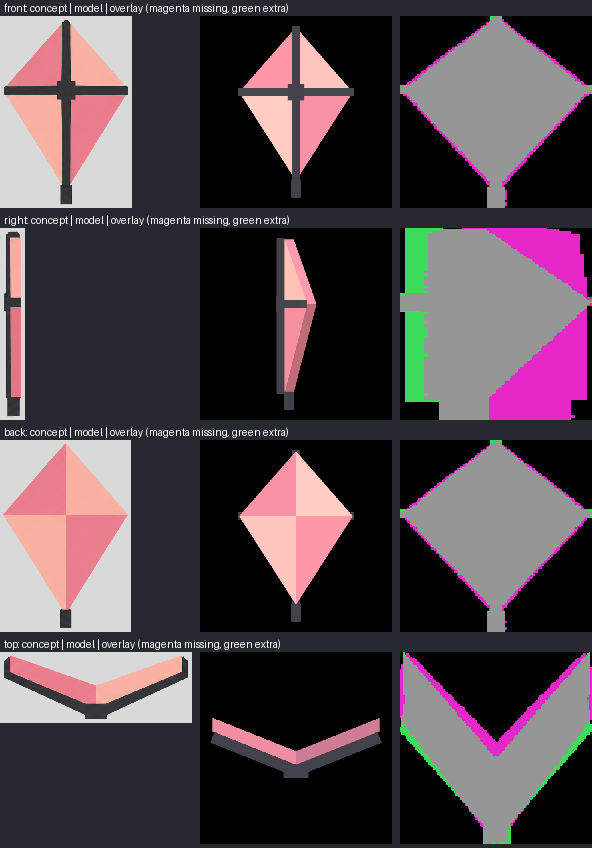 front: concept | model | overlay (magenta missing, green extra)
right: concept | model | overlay (magenta missing, green extra)
back: concept | model | overlay (magenta missing, green extra)
top: concept | model | overlay (magenta missing, green extra)